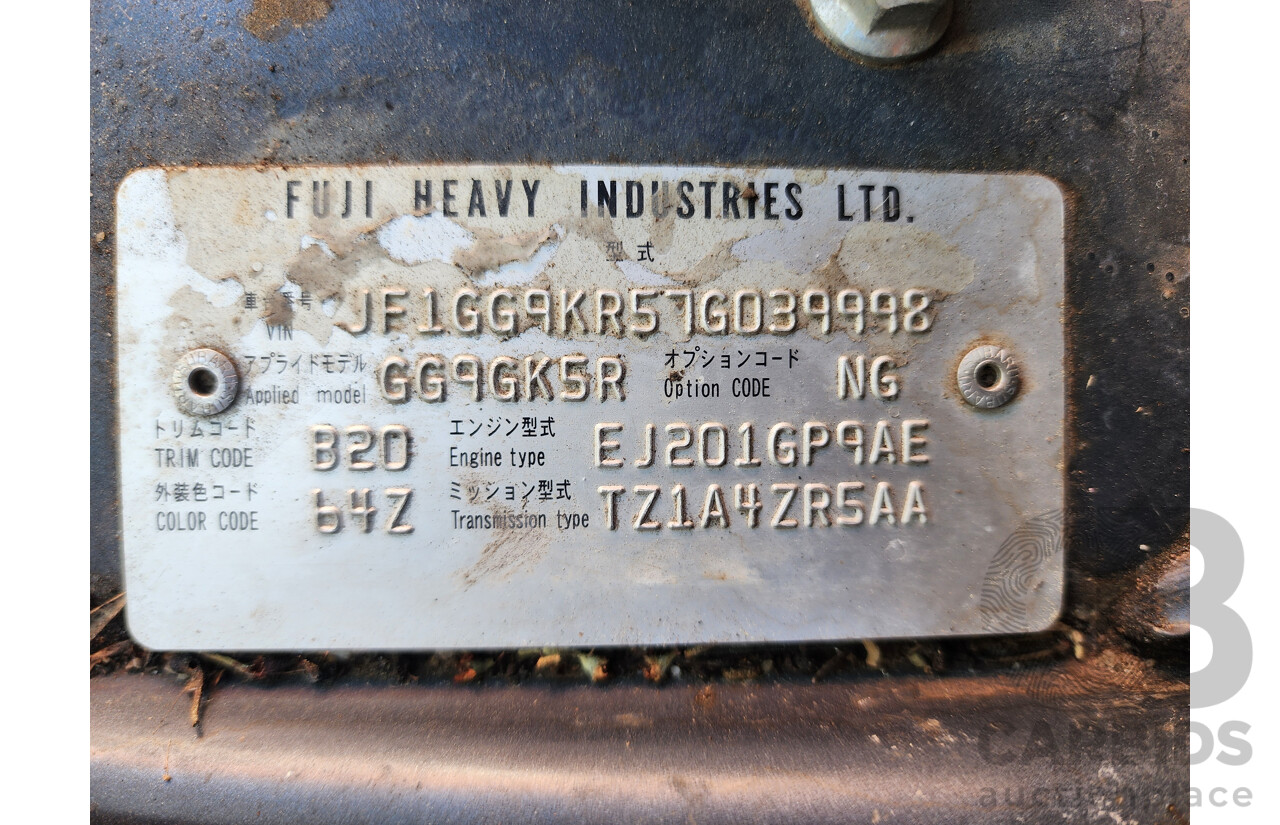 FUJI HEAVY INDUSTRIES LTD.
型式
車 番号 JF1GG9KR57G039998
VIN
アプライドモデル GG9GK5R オプションコード NG
Applied model Option CODE
トリムコード B20 エンジン型式 EJ201GP9AE
TRIM CODE Engine type
外装色コード 64Z ミッション型式 TZ1A4ZR5AA
COLOR CODE Transmission type
auctionplace